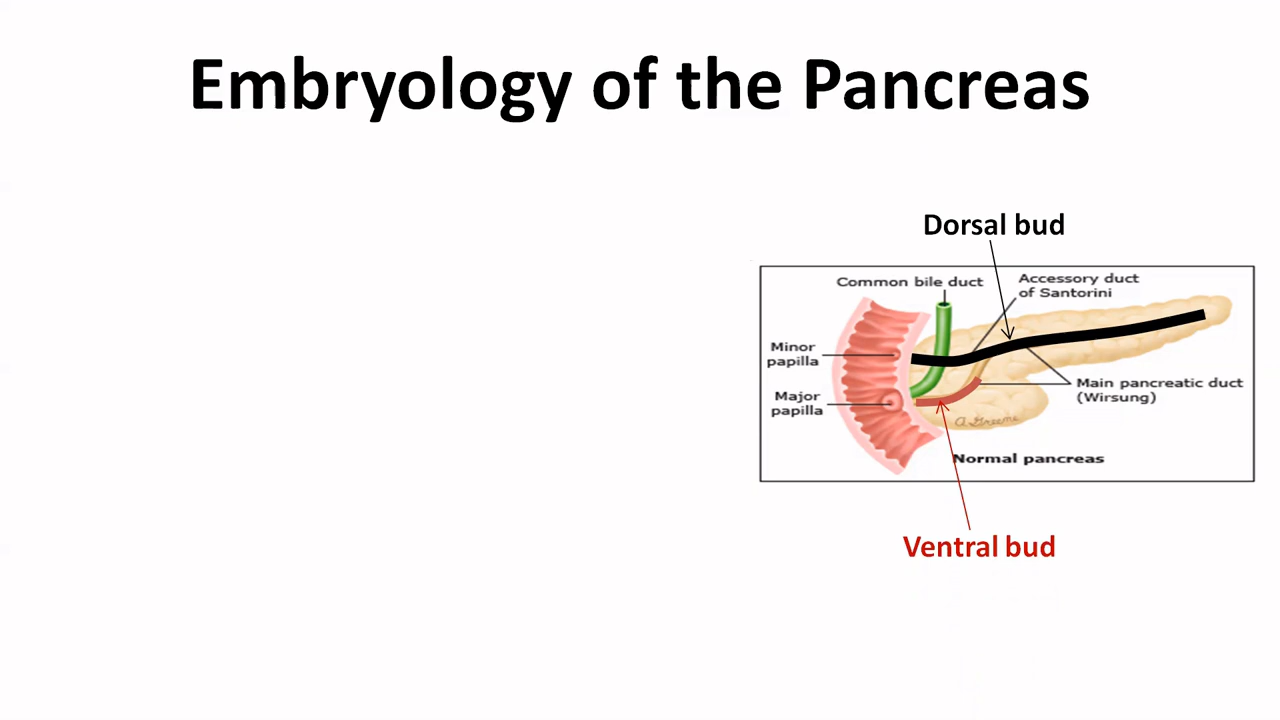 Embryology of the Pancreas
Dorsal bud
Common bile duct
Accessory duct
of Santorini
Minor
papilla
Major
papilla
Main pancreatic duct
(Wirsung)
A. Greene
Normal pancreas
Ventral bud